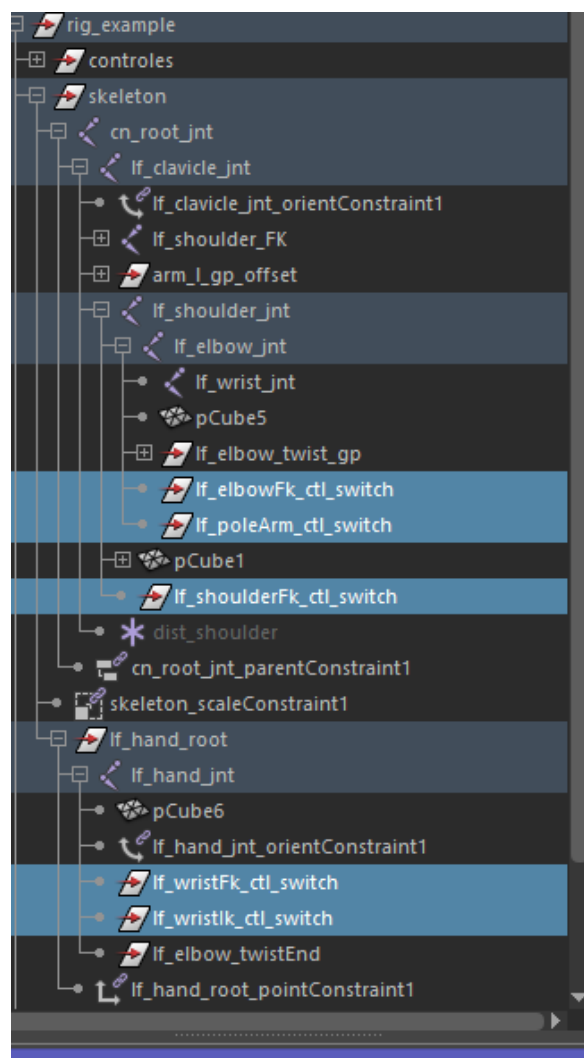 rig_example
controles
skeleton
cn_root_jnt
lf_clavicle_jnt
lf_clavicle_jnt_orientConstraint1
lf_shoulder_FK
arm_l_gp_offset
lf_shoulder_jnt
lf_elbow_jnt
lf_wrist_jnt
pCube5
lf_elbow_twist_gp
lf_elbowFk_ctl_switch
lf_poleArm_ctl_switch
pCube1
lf_shoulderFk_ctl_switch
dist_shoulder
cn_root_jnt_parentConstraint1
skeleton_scaleConstraint1
lf_hand_root
lf_hand_jnt
pCube6
lf_hand_jnt_orientConstraint1
lf_wristFk_ctl_switch
lf_wristIk_ctl_switch
lf_elbow_twistEnd
lf_hand_root_pointConstraint1